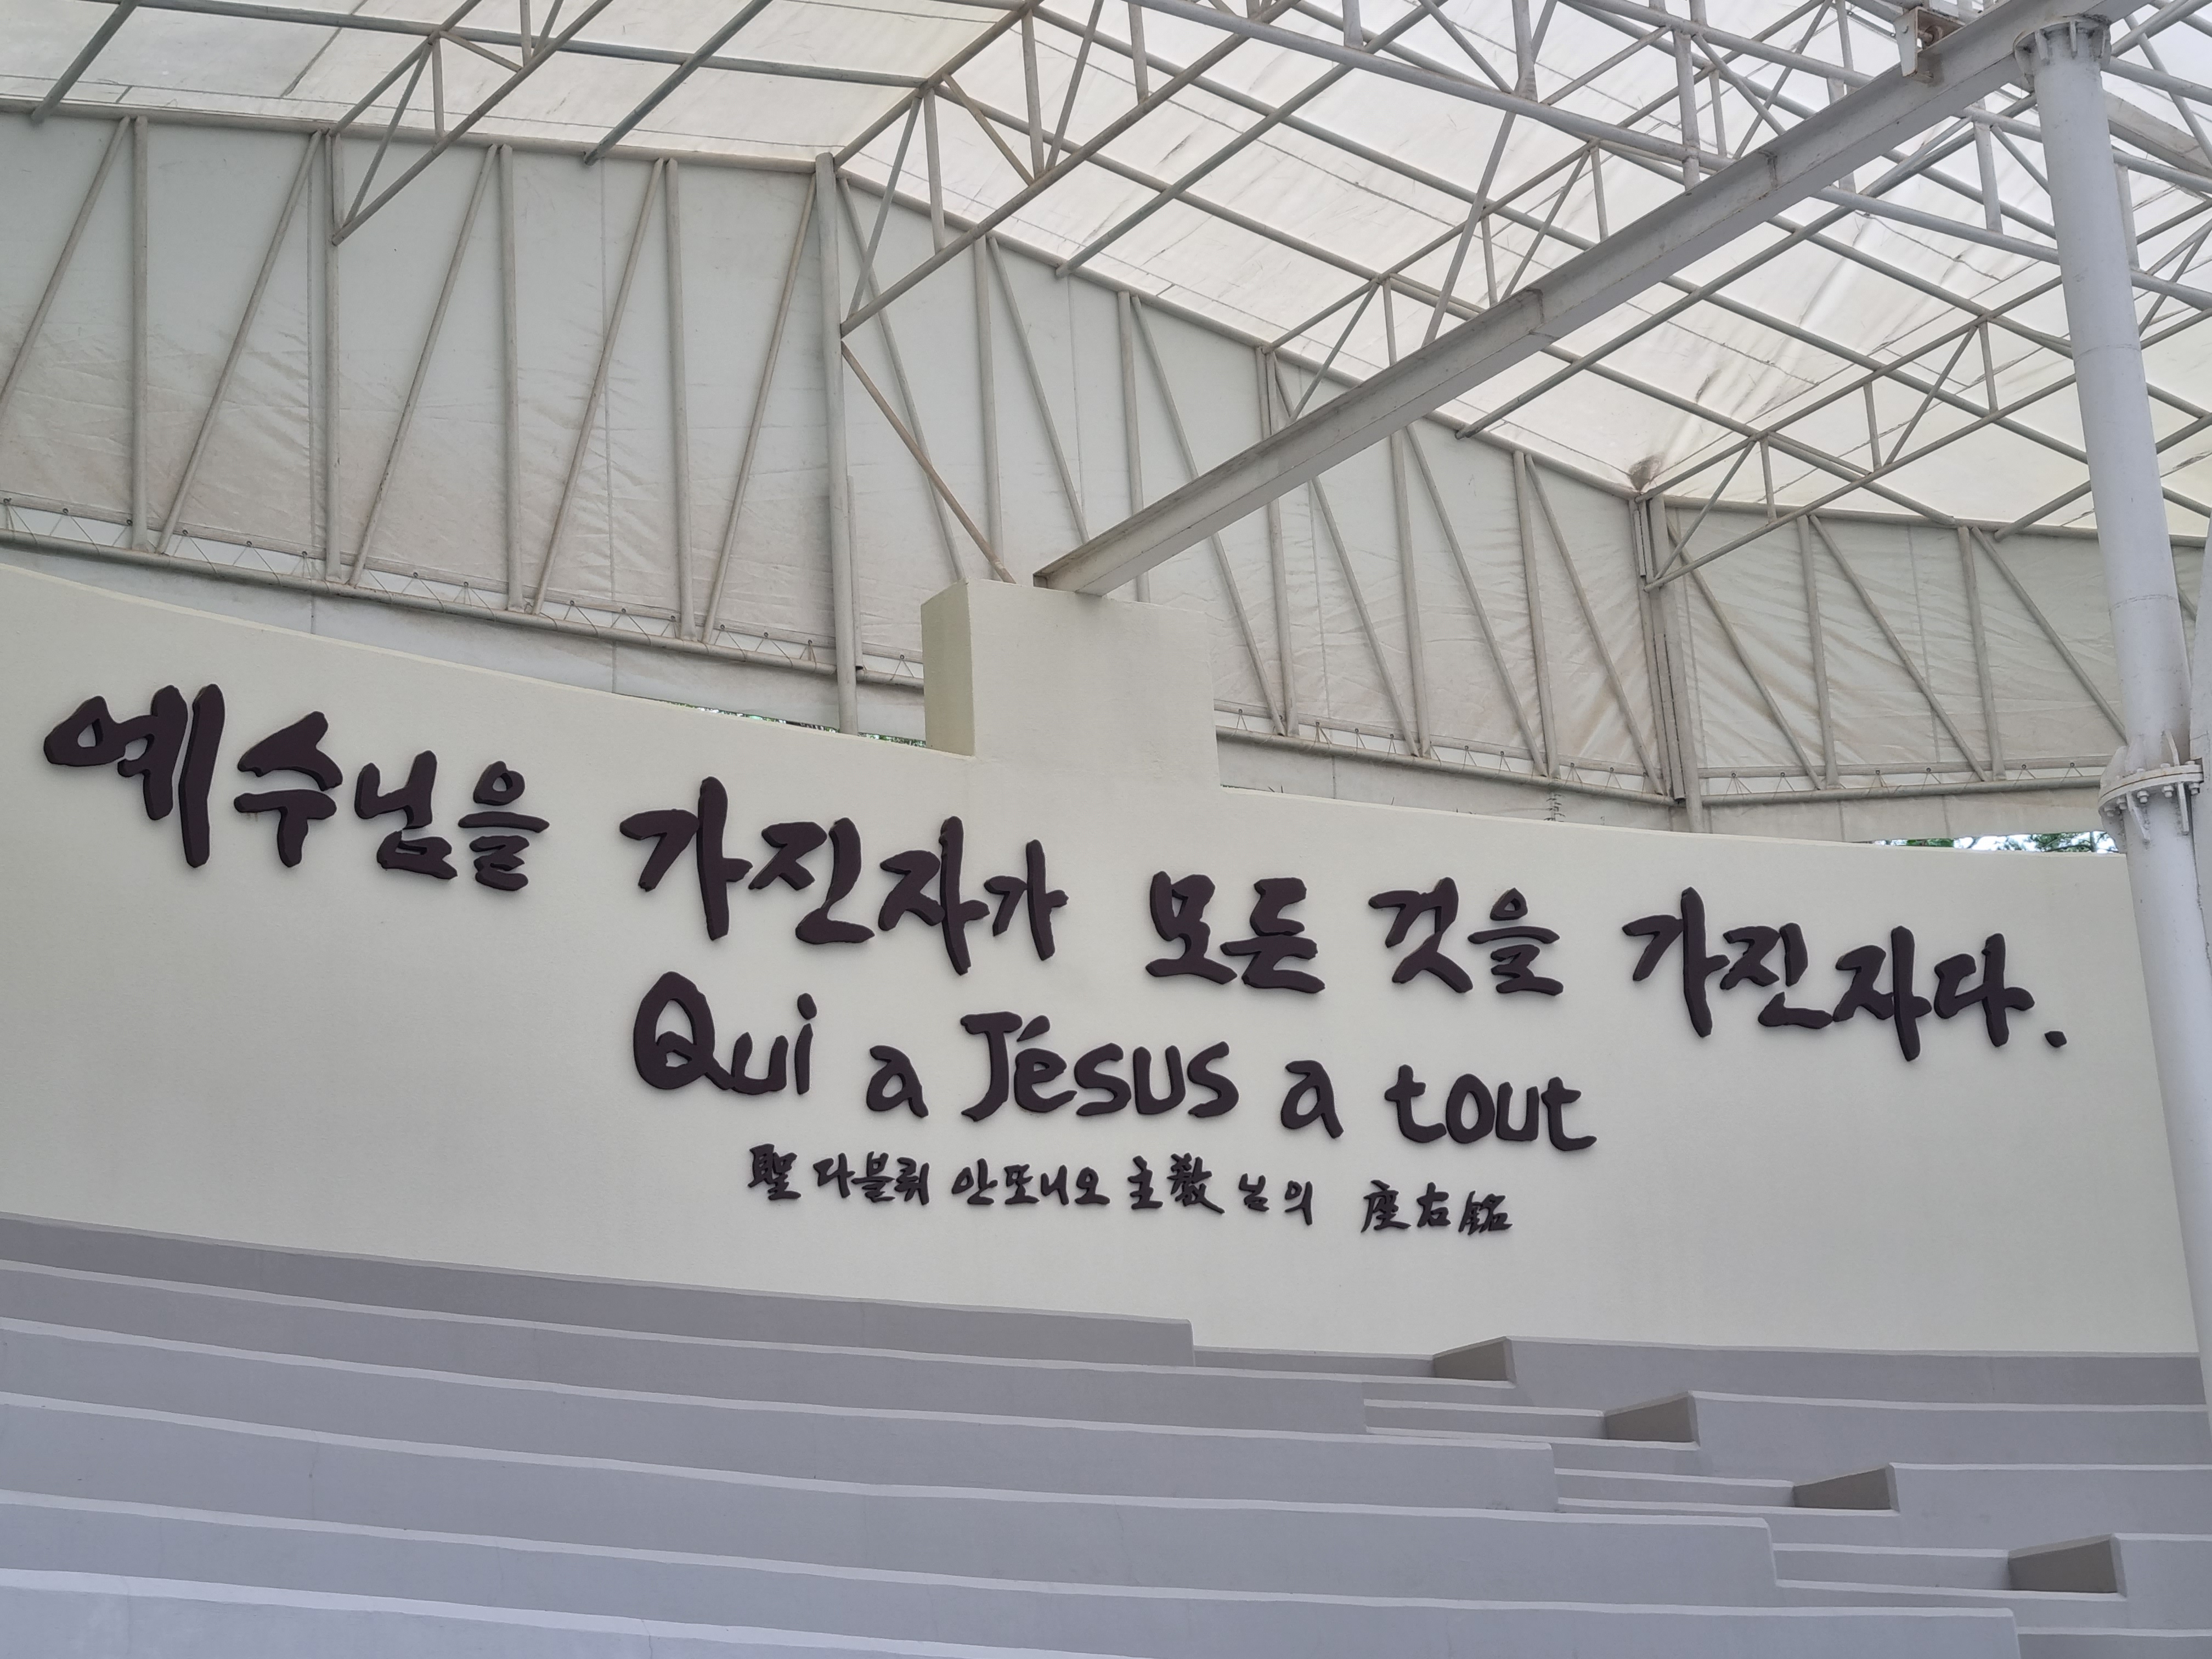 예수님을 가진자가 모든 것을 가진자다.
Qui a Jésus a tout
聖 다블뤼 안또니오 主敎님의 座右銘